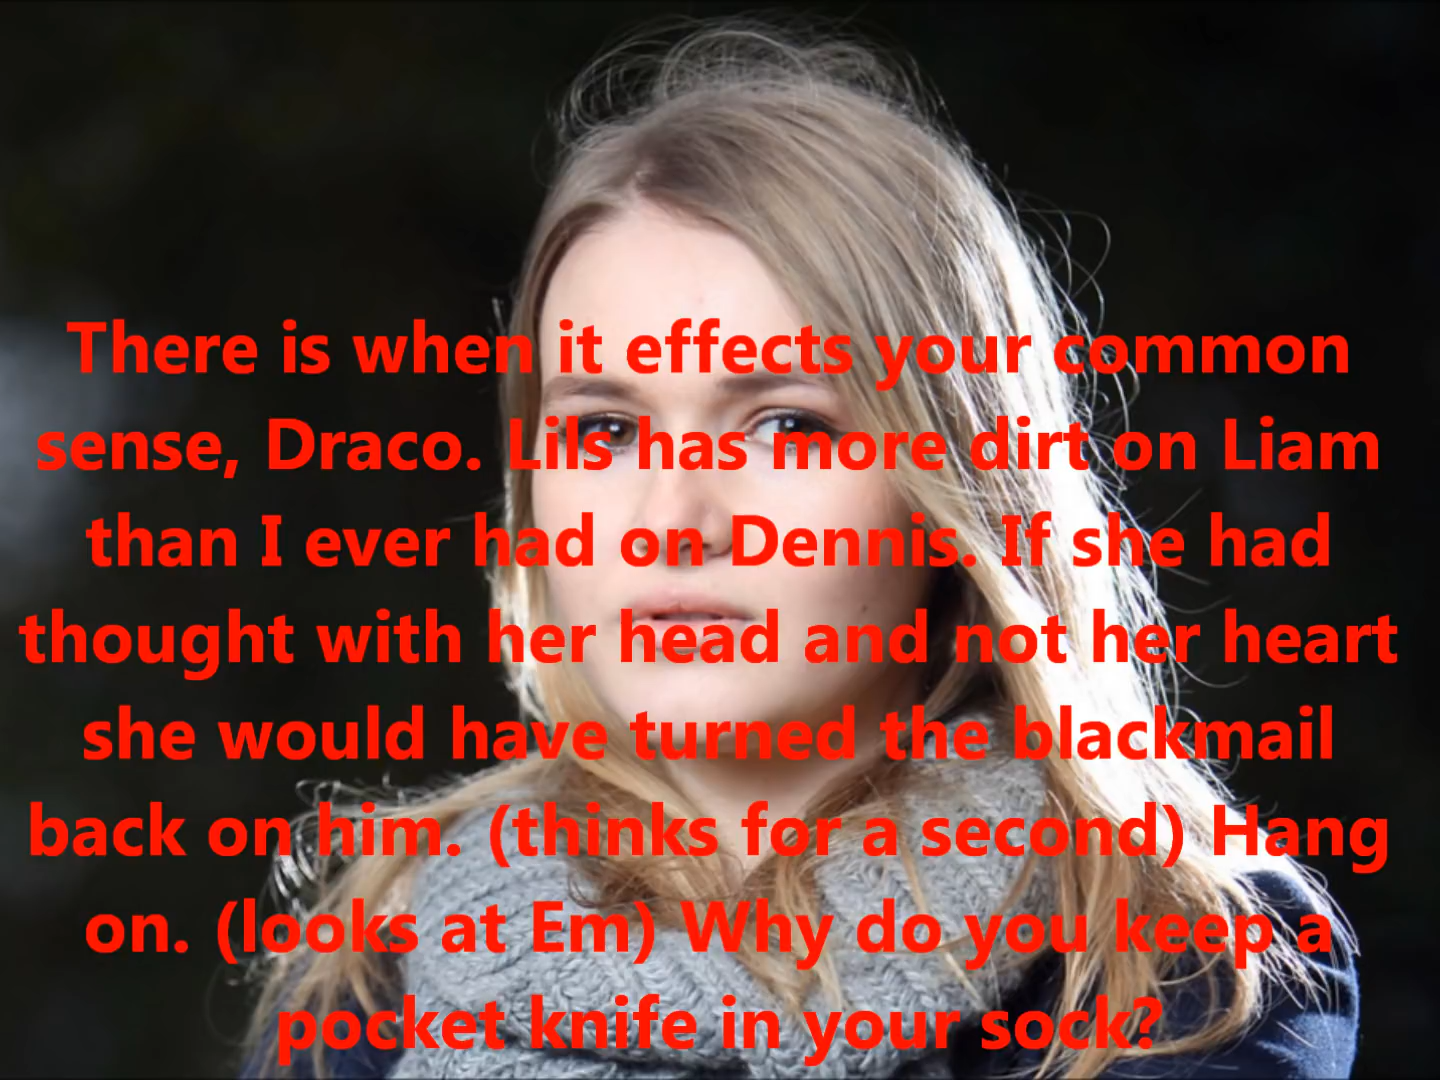 There is when it effects your common
sense, Draco. Lils has more dirt on Liam
than I ever had on Dennis. If she had
thought with her head and not her heart
she would have turned the blackmail
back on him. (thinks for a second) Hang
on. (looks at Em) Why do you keep a
pocket knife in your sock?